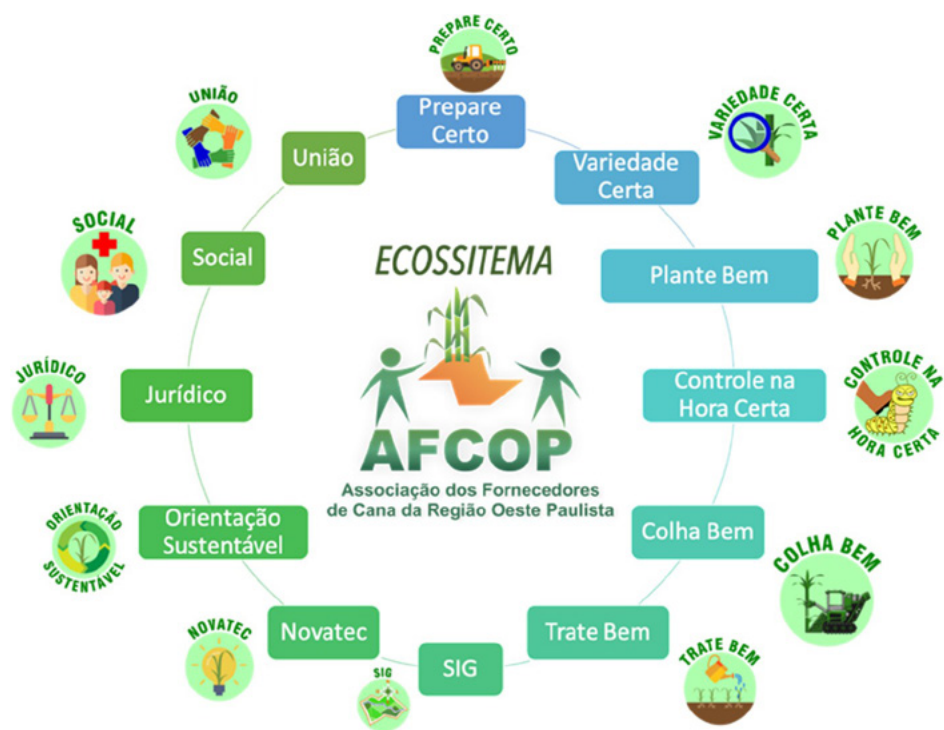 PREPARE CERTO
Prepare
Certo
VARIEDADE CERTA
Variedade
Certa
PLANTE BEM
Plante Bem
CONTROLE NA
HORA CERTA
Controle na
Hora Certa
COLHA BEM
Colha Bem
TRATE BEM
Trate Bem
SIG
SIG
NOVATEC
Novatec
ORIENTAÇÃO
SUSTENTÁVEL
Orientação
Sustentável
JURÍDICO
Jurídico
SOCIAL
Social
UNIÃO
União
ECOSSITEMA
AFCOP
Associação dos Fornecedores
de Cana da Região Oeste Paulista